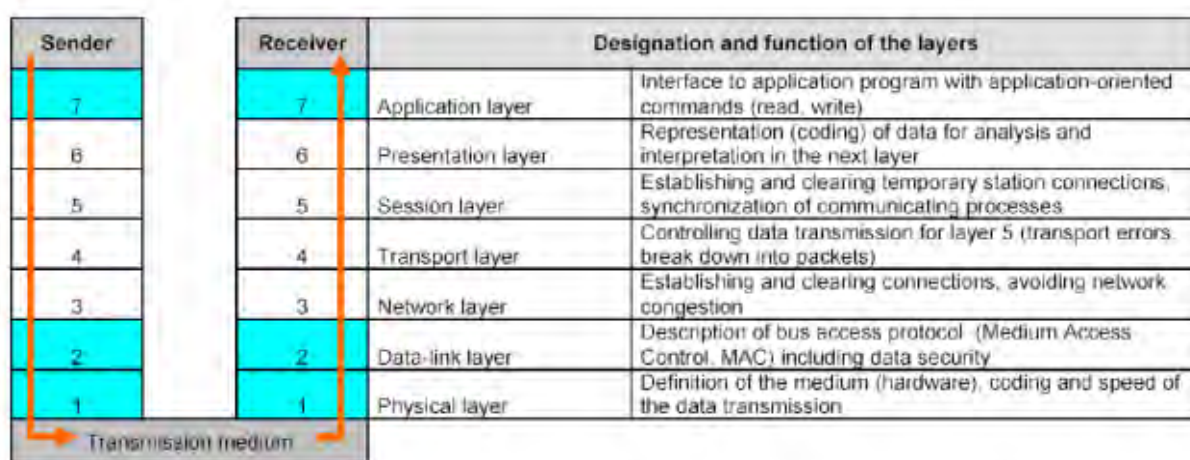 Sender Receiver Designation and function of the layers
7 7 Application layer Interface to application program with application-oriented
commands (read, write)
6 6 Presentation layer Representation (coding) of data for analysis and
interpretation in the next layer
5 5 Session layer Establishing and clearing temporary station connections,
synchronization of communicating processes
4 4 Transport layer Controlling data transmission for layer 5 (transport errors,
break down into packets)
3 3 Network layer Establishing and clearing connections, avoiding network
congestion
2 2 Data-link layer Description of bus access protocol (Medium Access
Control, MAC) including data security
1 1 Physical layer Definition of the medium (hardware), coding and speed of
the data transmission
Transmission medium